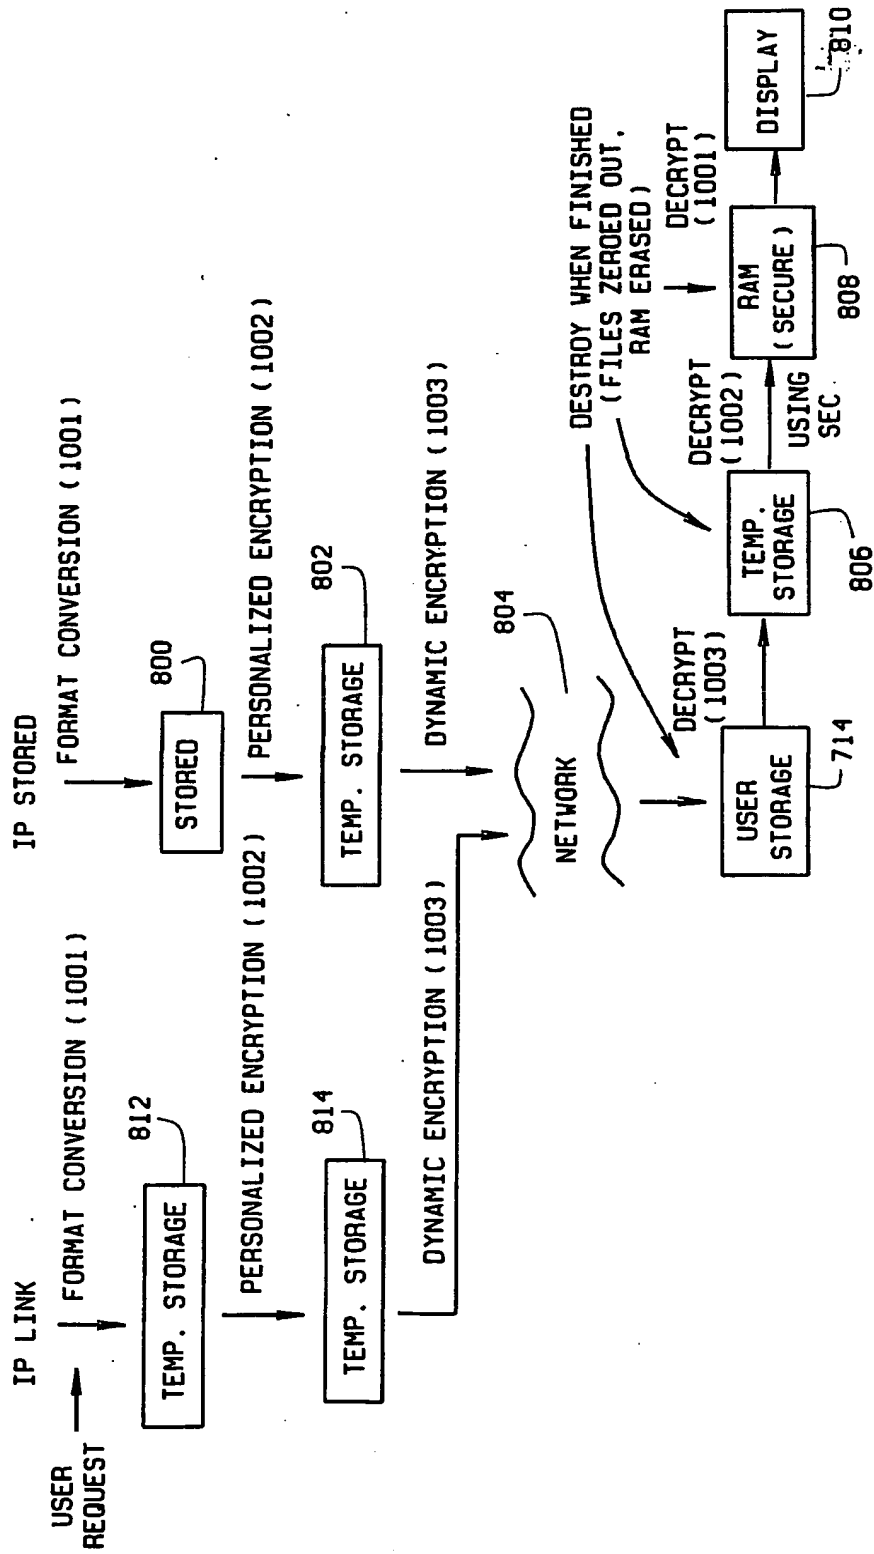 USER
REQUEST
IP LINK
FORMAT CONVERSION (1001)
812
TEMP. STORAGE
PERSONALIZED ENCRYPTION (1002)
814
TEMP. STORAGE
DYNAMIC ENCRYPTION (1003)
IP STORED
FORMAT CONVERSION (1001)
800
STORED
PERSONALIZED ENCRYPTION (1002)
802
TEMP. STORAGE
DYNAMIC ENCRYPTION (1003)
804
NETWORK
DESTROY WHEN FINISHED
(FILES ZEROED OUT,
RAM ERASED)
USER
STORAGE
714
DECRYPT
(1003)
TEMP.
STORAGE
806
DECRYPT
(1002)
USING
SEC
RAM
(SECURE)
808
DECRYPT
(1001)
DISPLAY
810